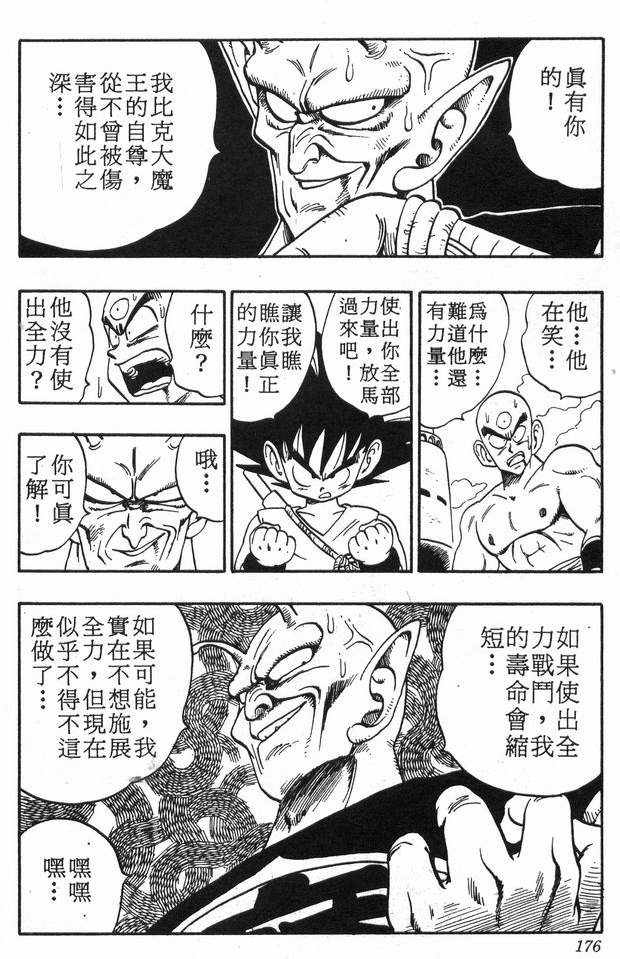 眞有你
的！
我比克大魔
王的自尊，
從不曾被傷
害得如此之
深…
他…他
在笑…
爲什麼…
難道他還
有力量…
使出你全部
力量，放馬
過來吧！
讓我瞧
瞧你眞正
的力量！
什麼？
他沒有使
出全力？
哦…
你可眞
了解！
如果使出全
力戰鬥，我
的壽命會縮
短…
如果可能，我
實在不想施展
全力，但現在
似乎不得不這
麼做了…
嘿嘿
嘿…
176